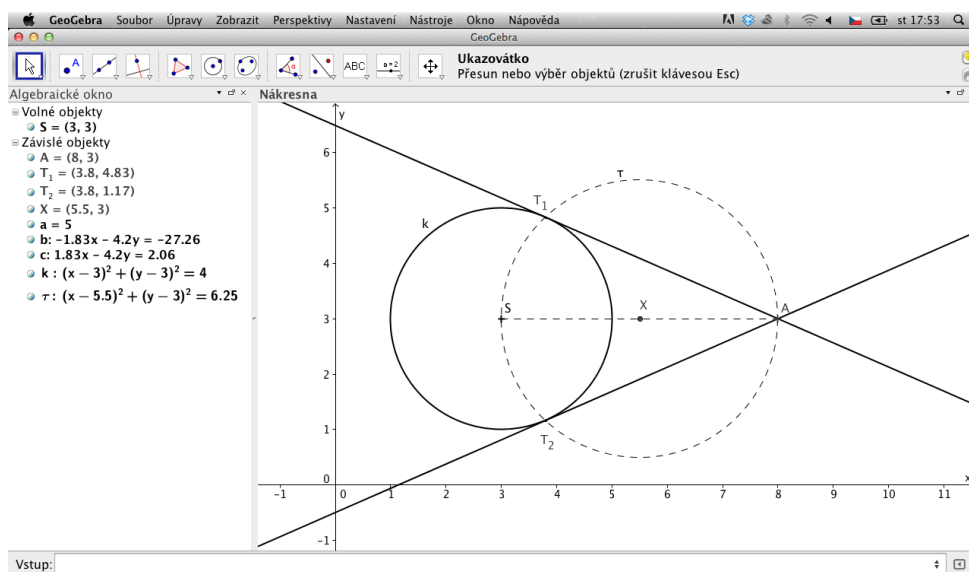 GeoGebra Soubor Úpravy Zobrazit Perspektivy Nastavení Nástroje Okno Nápověda st 17:53
GeoGebra
A ABC a=2 Ukazovátko
Přesun nebo výběr objektů (zrušit klávesou Esc)
Algebraické okno
Nákresna
Volné objekty
S = (3, 3)
Závislé objekty
A = (8, 3)
T₁ = (3.8, 4.83)
T₂ = (3.8, 1.17)
X = (5.5, 3)
a = 5
b: -1.83x - 4.2y = -27.26
c: 1.83x - 4.2y = 2.06
k : (x - 3)² + (y - 3)² = 4
τ : (x - 5.5)² + (y - 3)² = 6.25
y
6
τ
T₁
5
k
4
S X A
3
2
1
T₂
0
x
-1 0 1 2 3 4 5 6 7 8 9 10 11
-1
Vstup: